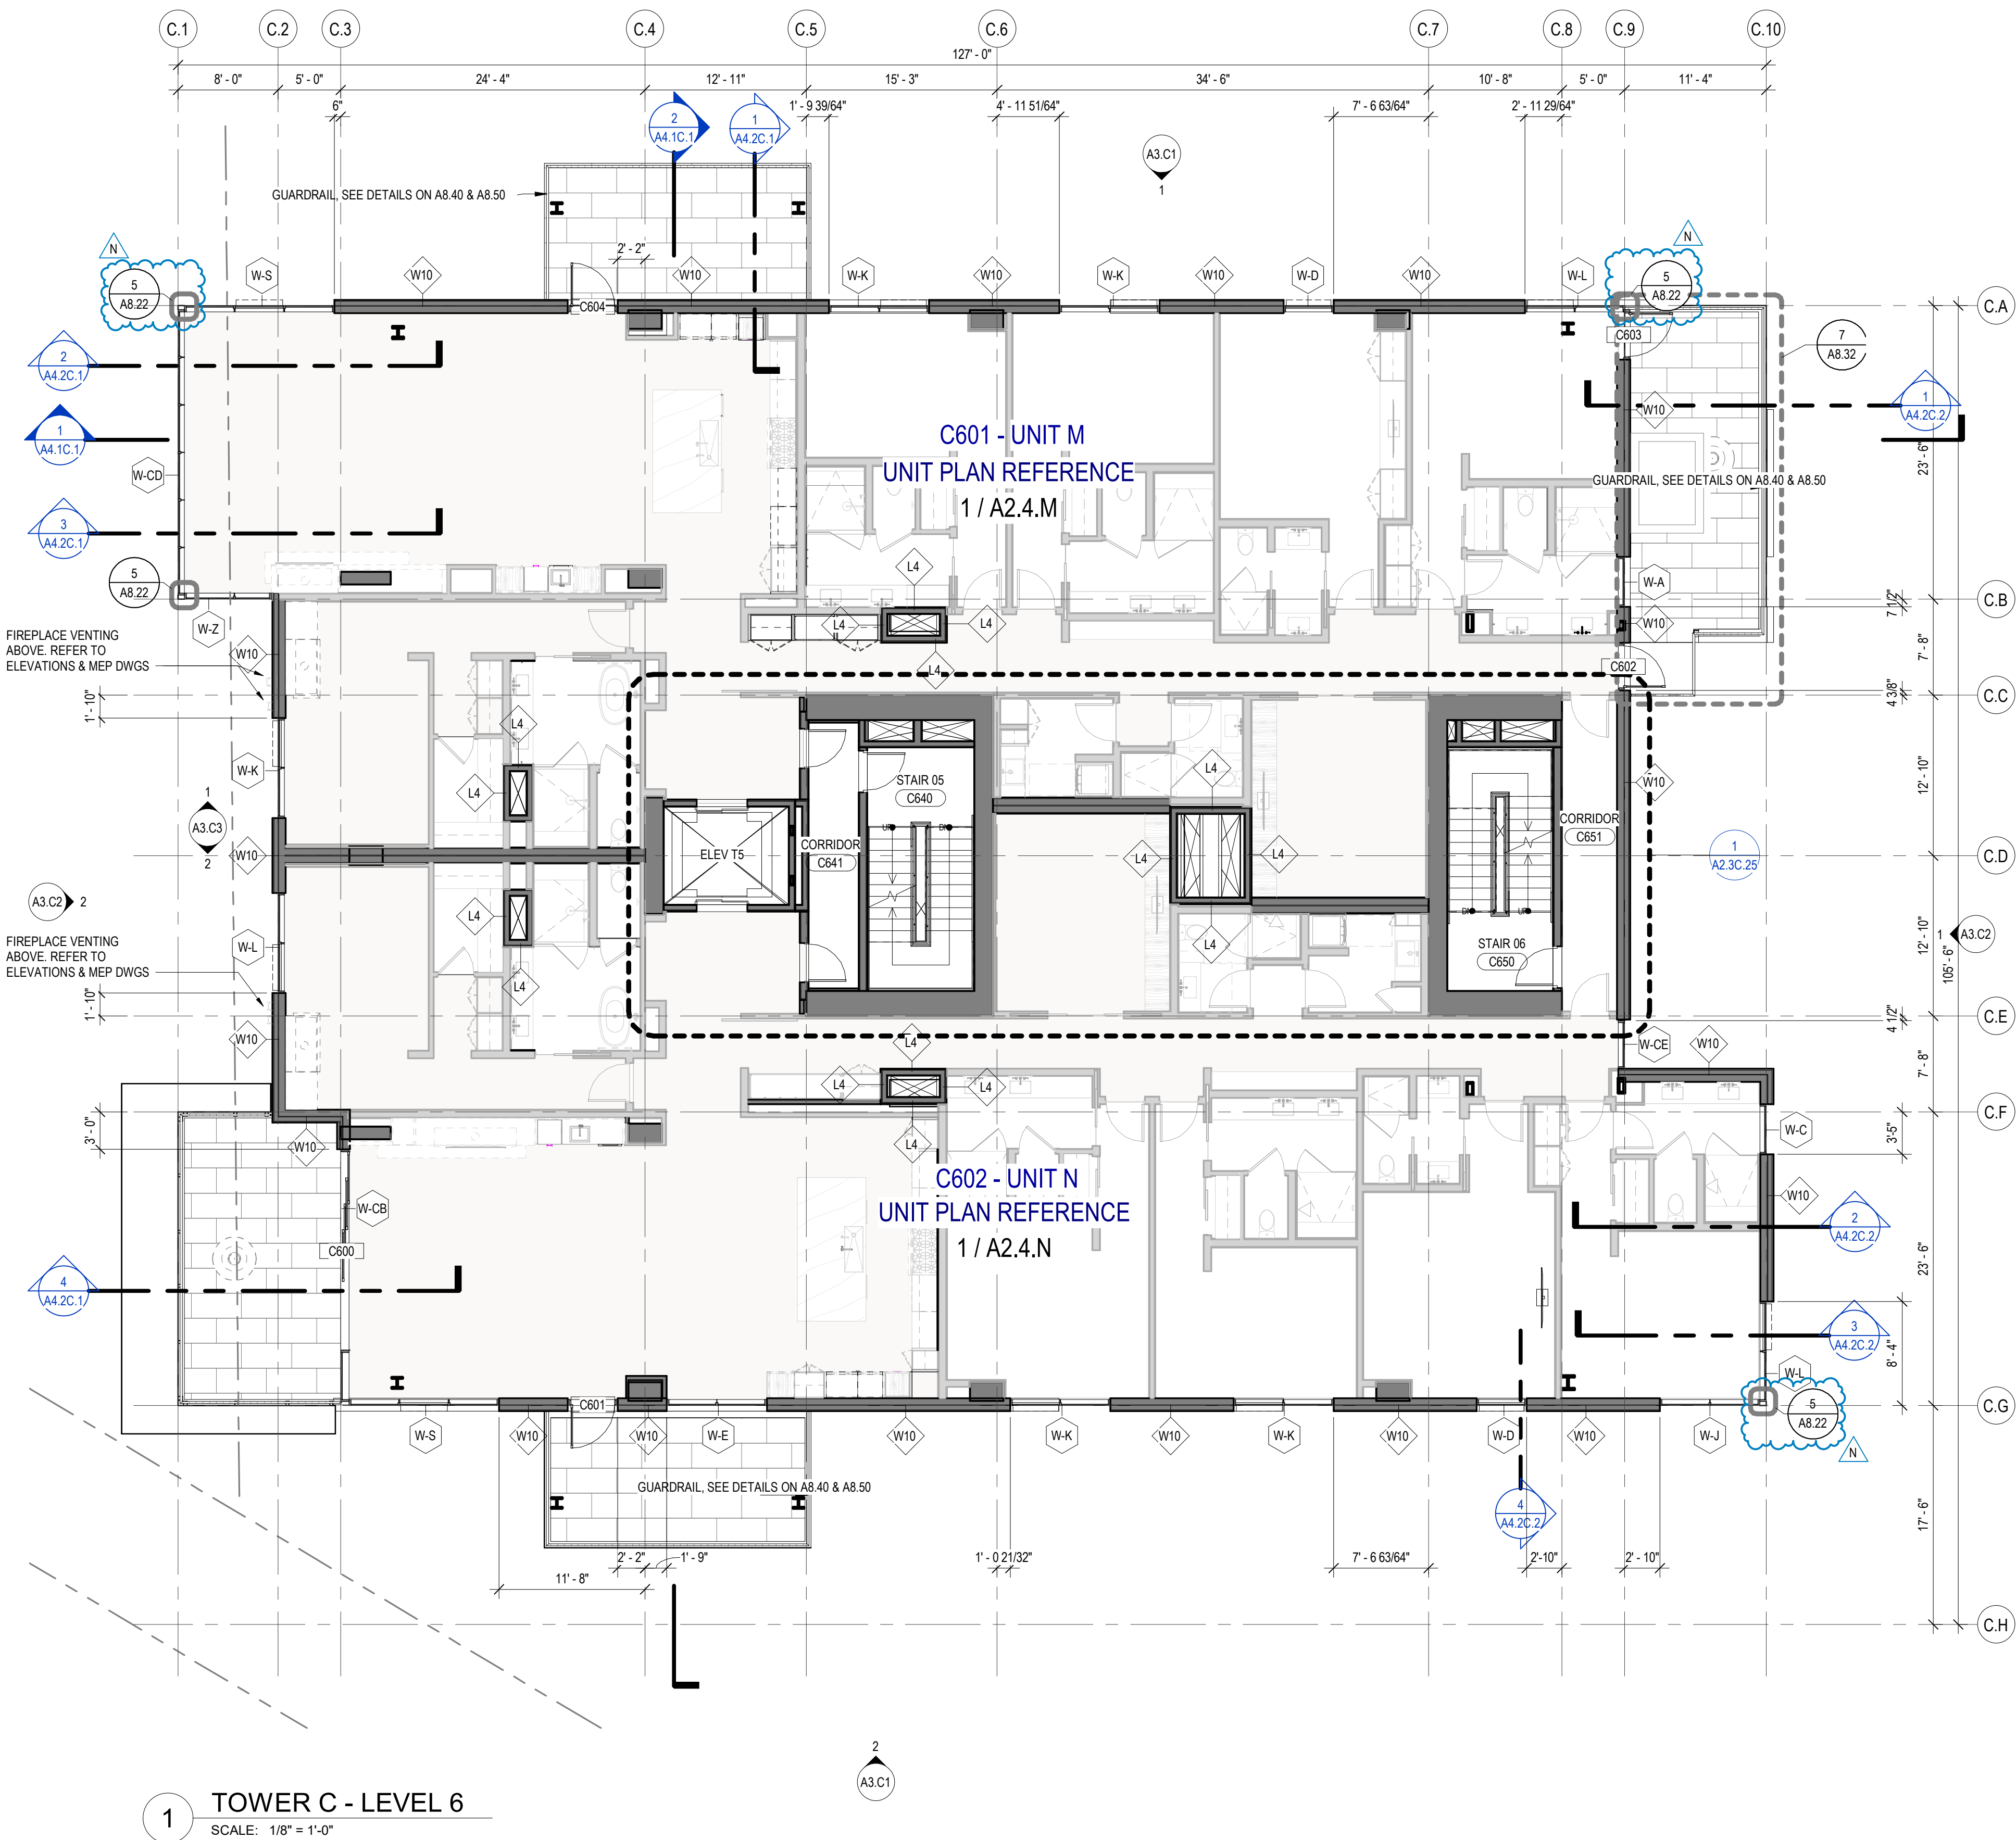 C.1
C.2
C.3
C.4
C.5
C.6
C.7
C.8
C.9
C.10
127' - 0"
8' - 0"
5' - 0"
24' - 4"
12' - 11"
15' - 3"
34' - 6"
10' - 8"
5' - 0"
11' - 4"
6"
1' - 9 39/64"
4' - 11 51/64"
7' - 6 63/64"
2' - 11 29/64"
2
A4.1C.1
1
A4.2C.1
A3.C1
1
GUARDRAIL, SEE DETAILS ON A8.40 & A8.50
N
N
2' - 2"
5
A8.22
W-S
W10
W10
W-K
W10
W-K
W10
W-D
W10
W-L
5
A8.22
C604
C.A
C603
7
A8.32
2
A4.2C.1
1
A4.2C.2
W10
1
A4.1C.1
C601 - UNIT M
UNIT PLAN REFERENCE
1 / A2.4.M
23' - 6"
W-CD
GUARDRAIL, SEE DETAILS ON A8.40 & A8.50
3
A4.2C.1
5
A8.22
L4
W-A
7 1/2"
C.B
W-Z
L4
L4
W10
FIREPLACE VENTING
ABOVE. REFER TO
ELEVATIONS & MEP DWGS
W10
L4
C602
7' - 8"
1' - 10"
4 3/8"
C.C
L4
W-K
L4
STAIR 05
C640
L4
W10
12' - 10"
1
A3.C3
2
UP
DN
CORRIDOR
C651
W10
ELEV T5
CORRIDOR
C641
L4
L4
1
A2.3C.25
C.D
A3.C2
2
L4
DN
UP
FIREPLACE VENTING
ABOVE. REFER TO
ELEVATIONS & MEP DWGS
W-L
L4
L4
STAIR 06
C650
12' - 10"
1
A3.C2
105' - 6"
1' - 10"
L4
4 1/2"
C.E
W10
L4
W-CE
W10
7' - 8"
L4
L4
3' - 0"
W10
L4
C.F
W-C
3'-5"
C602 - UNIT N
UNIT PLAN REFERENCE
1 / A2.4.N
W-CB
W10
C600
2
A4.2C.2
23' - 6"
4
A4.2C.1
3
A4.2C.2
8' - 4"
W-L
5
A8.22
N
C601
C.G
W-S
W10
W10
W-E
W10
W-K
W10
W-K
W10
W-D
W10
W-J
GUARDRAIL, SEE DETAILS ON A8.40 & A8.50
4
A4.2C.2
17' - 6"
2' - 2"
1' - 9"
1' - 0 21/32"
7' - 6 63/64"
2'-10"
2' - 10"
11' - 8"
C.H
2
A3.C1
1
TOWER C - LEVEL 6
SCALE: 1/8" = 1'-0"